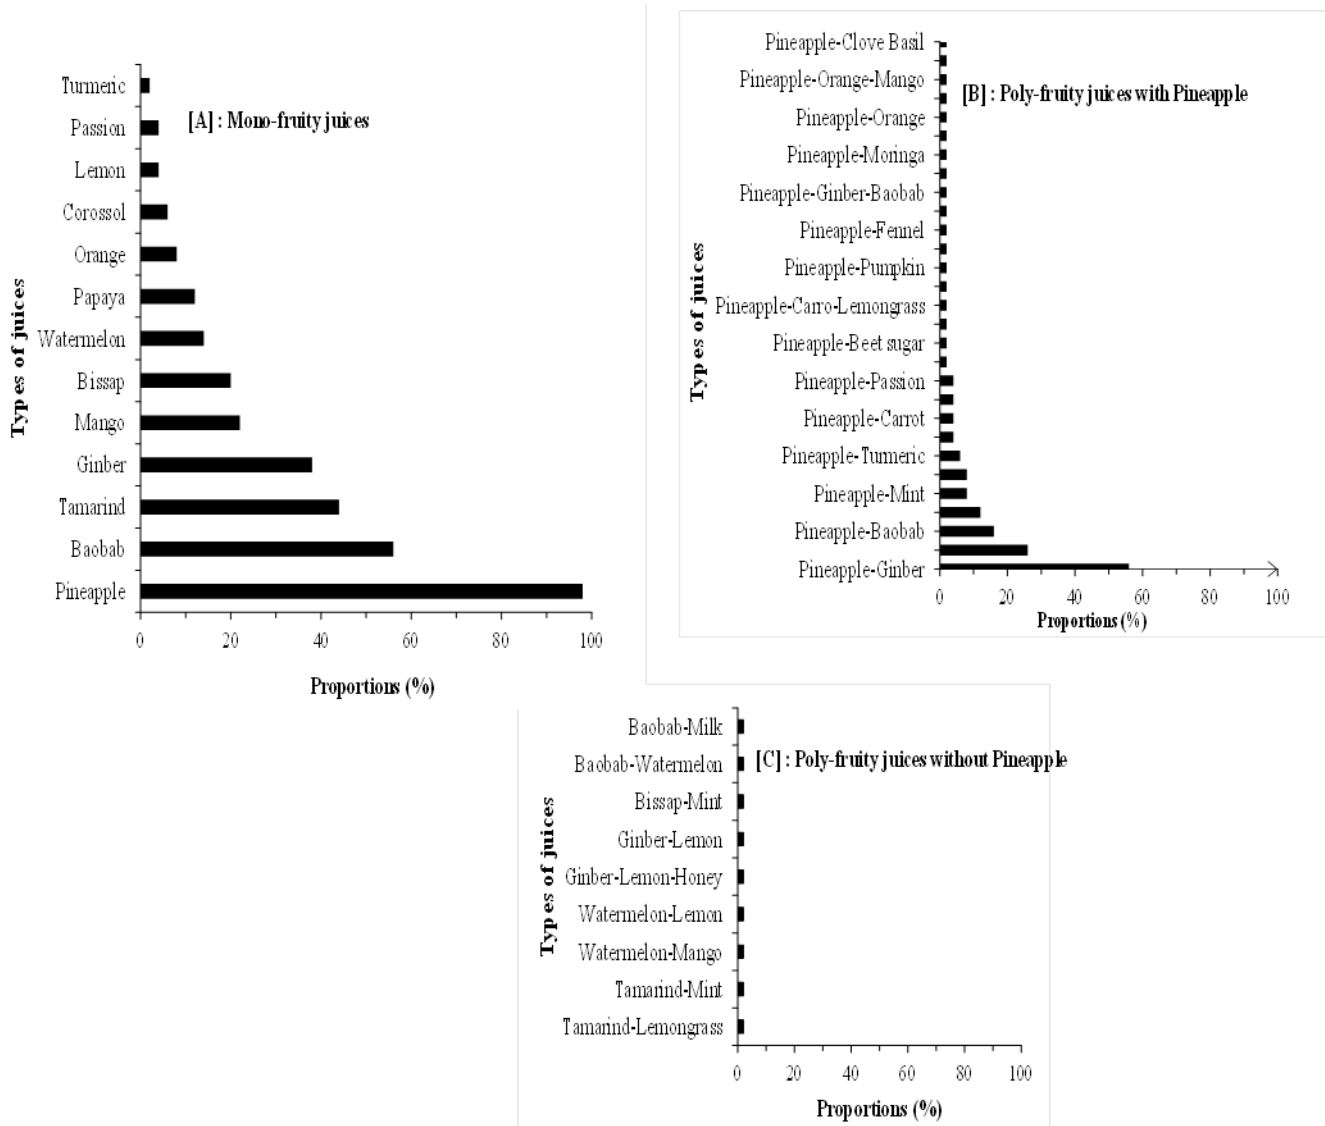 Turmeric
[A] : Mono-fruity juices
Passion
Lemon
Corossol
Orange
Papaya
Watermelon
Bissap
Mango
Ginber
Tamarind
Baobab
Pineapple
Types of juices
0 20 40 60 80 100
Proportions (%)
Pineapple-Clove Basil
Pineapple-Orange-Mango
[B] : Poly-fruity juices with Pineapple
Pineapple-Orange
Pineapple-Moringa
Pineapple-Ginber-Baobab
Pineapple-Fennel
Pineapple-Pumpkin
Pineapple-Carro-Lemongrass
Pineapple-Beet sugar
Pineapple-Passion
Pineapple-Carrot
Pineapple-Turmeric
Pineapple-Mint
Pineapple-Baobab
Pineapple-Ginber
Types of juices
0 20 40 60 80 100
Proportions (%)
Baobab-Milk
[C] : Poly-fruity juices without Pineapple
Baobab-Watermelon
Bissap-Mint
Ginber-Lemon
Ginber-Lemon-Honey
Watermelon-Lemon
Watermelon-Mango
Tamarind-Mint
Tamarind-Lemongrass
Types of juices
0 20 40 60 80 100
Proportions (%)